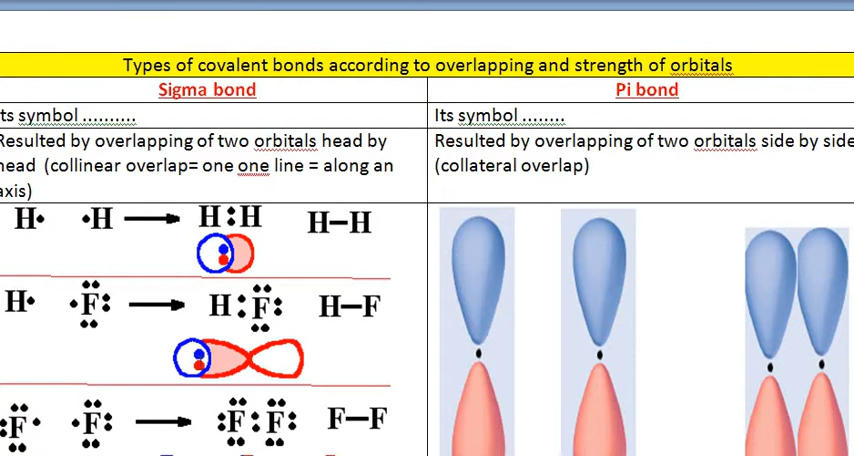 Types of covalent bonds according to overlapping and strength of orbitals
Sigma bond
Pi bond
ts symbol ..........
Its symbol ........
Resulted by overlapping of two orbitals head by
head (collinear overlap= one one line = along an
axis)
Resulted by overlapping of two orbitals side by side
(collateral overlap)
H• •H → H:H H–H
H• •F: → H:F: H–F
:F• •F: → :F:F: F–F